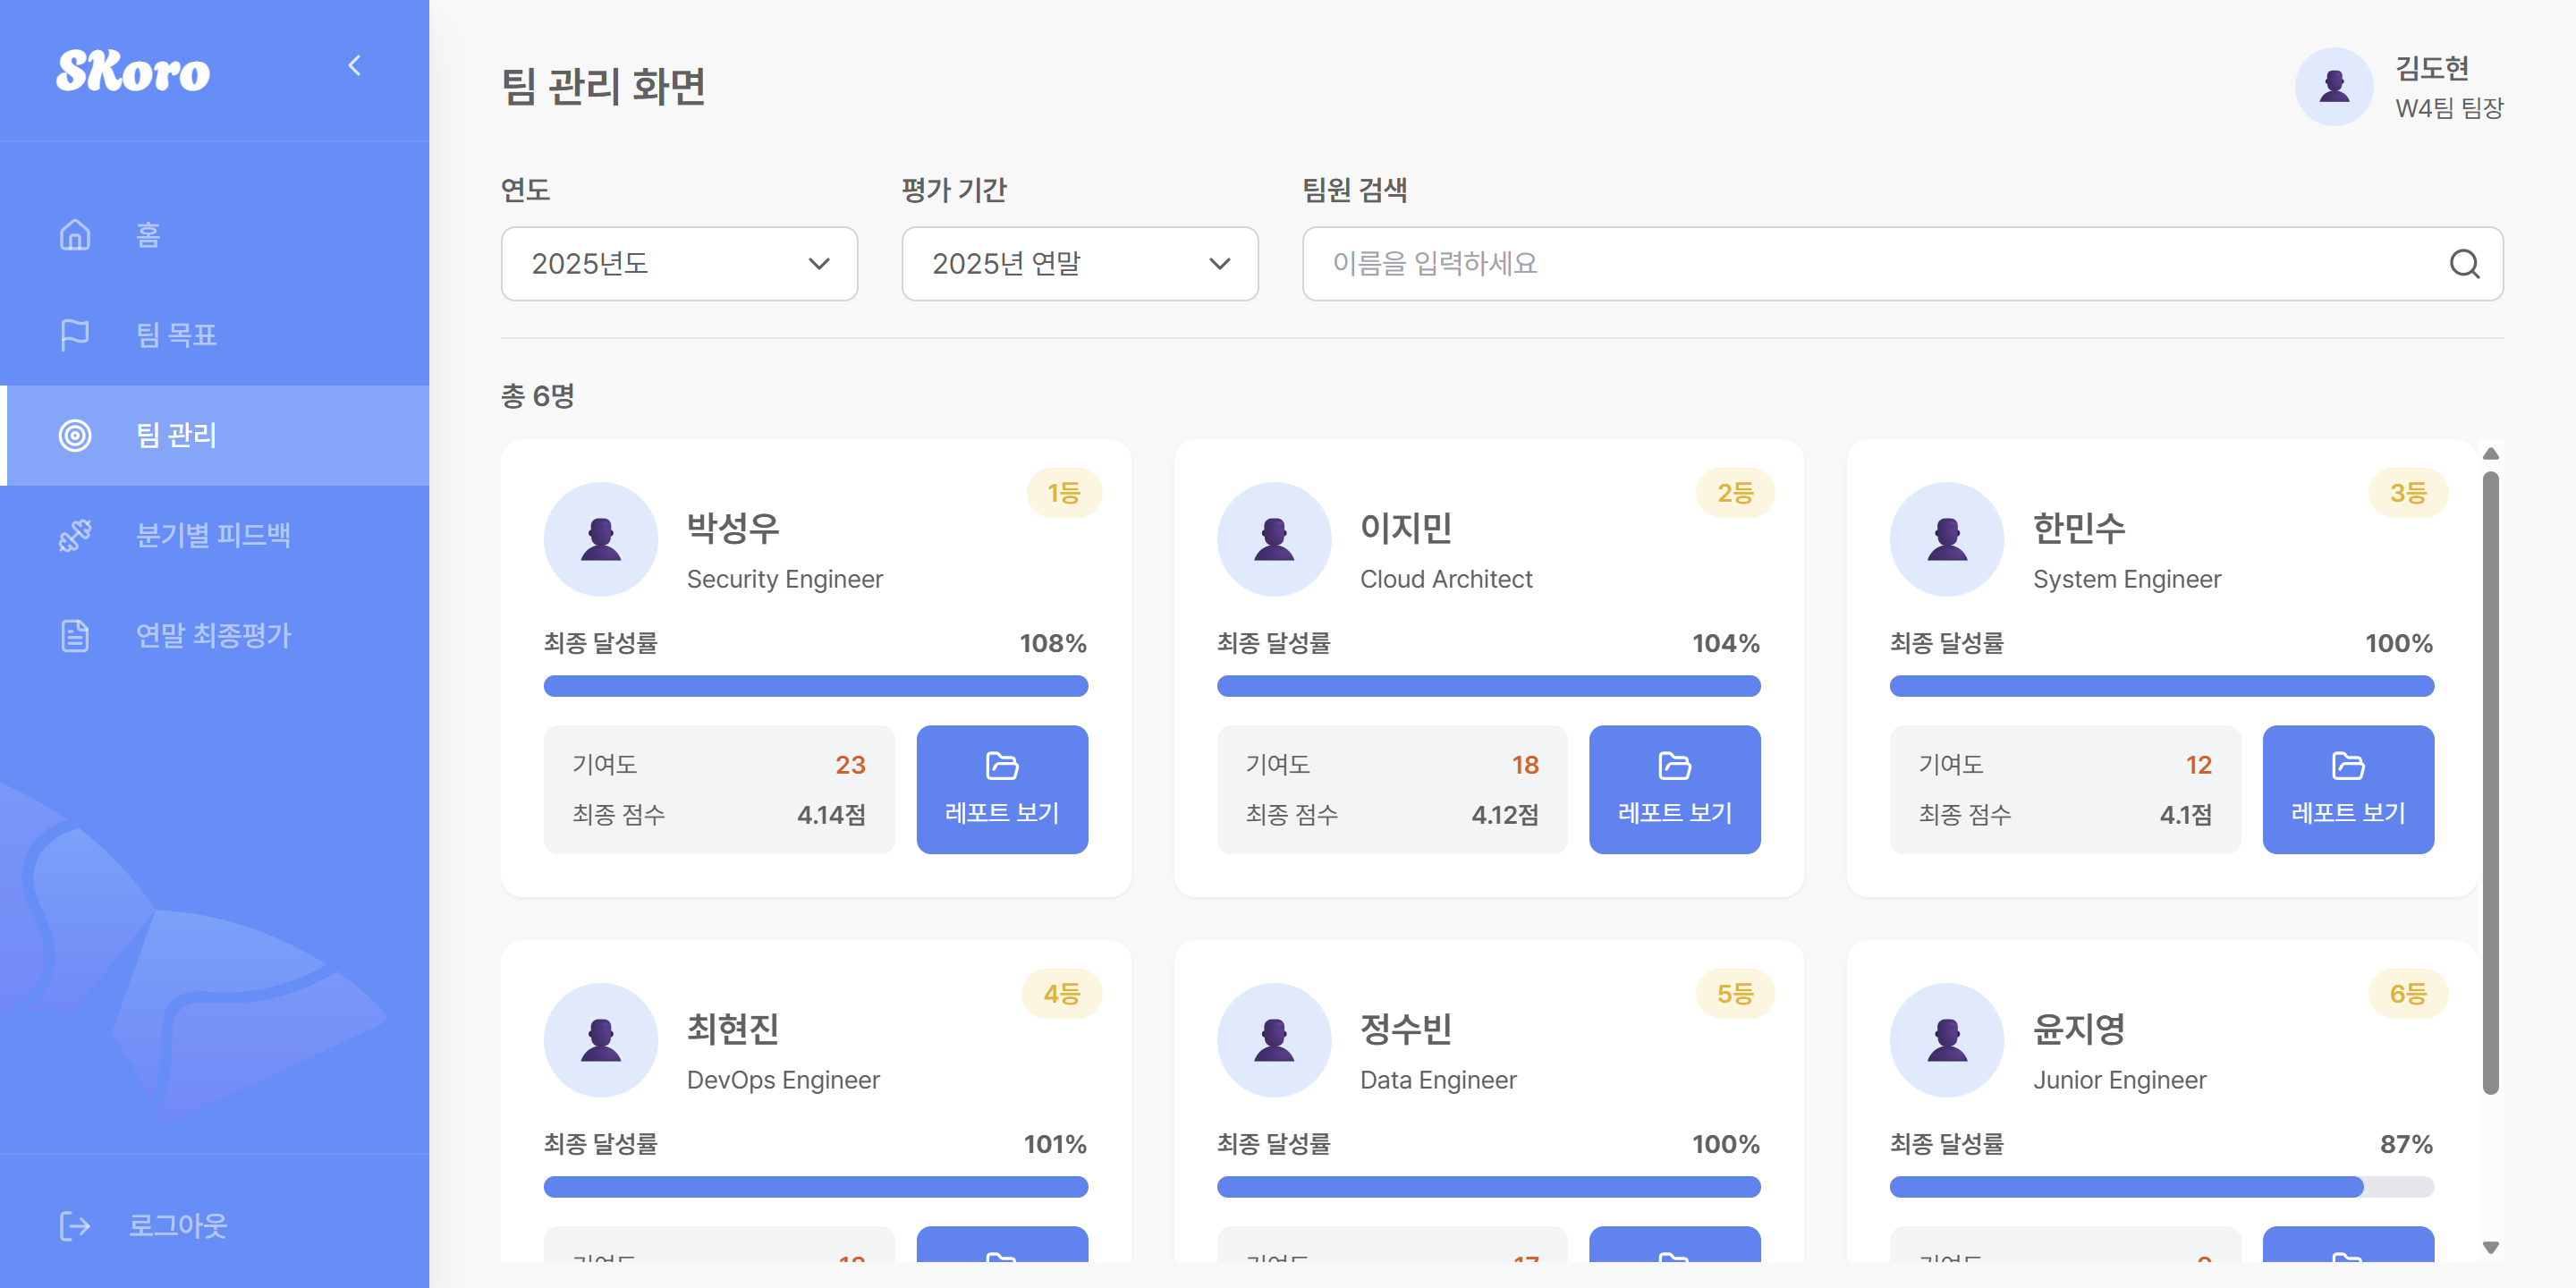 SKoro
홈
팀 목표
팀 관리
분기별 피드백
연말 최종평가
로그아웃
팀 관리 화면
김도현
W4팀 팀장
연도
평가 기간
팀원 검색
2025년도
2025년 연말
이름을 입력하세요
총 6명
1등
박성우
Security Engineer
최종 달성률 108%
기여도 23
최종 점수 4.14점
레포트 보기
2등
이지민
Cloud Architect
최종 달성률 104%
기여도 18
최종 점수 4.12점
레포트 보기
3등
한민수
System Engineer
최종 달성률 100%
기여도 12
최종 점수 4.1점
레포트 보기
4등
최현진
DevOps Engineer
최종 달성률 101%
기여도
5등
정수빈
Data Engineer
최종 달성률 100%
기여도 17
6등
윤지영
Junior Engineer
최종 달성률 87%
기여도